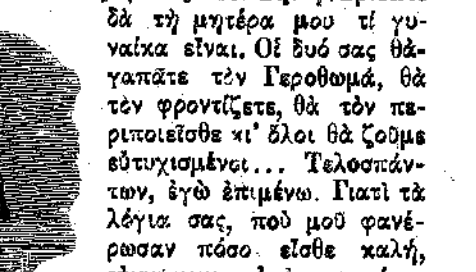 δὰ τὴ μητέρα μου τί γυ-
ναίκα εἶναι. Οἱ δυό σας θἀ-
γαπᾶτε τὸν Γεροθωμά, θὰ
τὸν φροντίζετε, θὰ τὸν πε-
ριποιεῖσθε κι' ὅλοι θὰ ζοῦμε
εὐτυχισμένοι... Τελοσπάν-
των, ἐγὼ ἐπιμένω. Γιατὶ τὰ
λόγια σας, ποὺ μοῦ φανέ-
ρωσαν πόσο εἶσθε καλή,